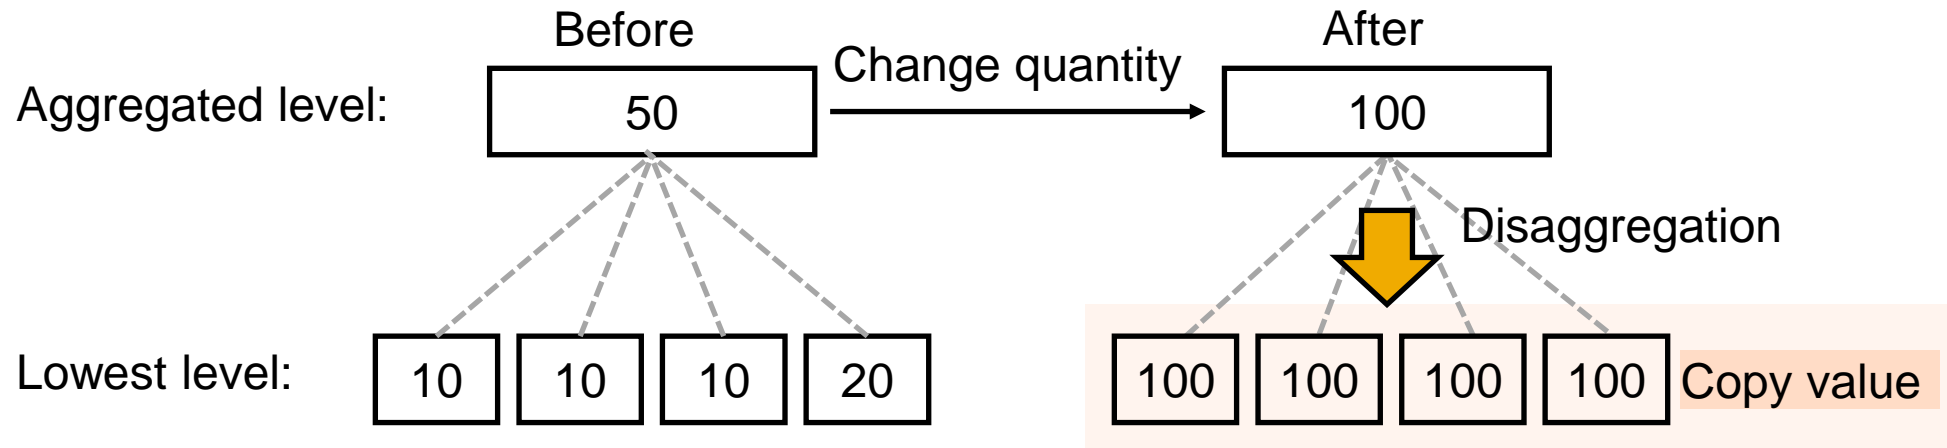 Before
After
Change quantity
Aggregated level:
50
100
Disaggregation
Lowest level:
10
10
10
20
100
100
100
100
Copy value